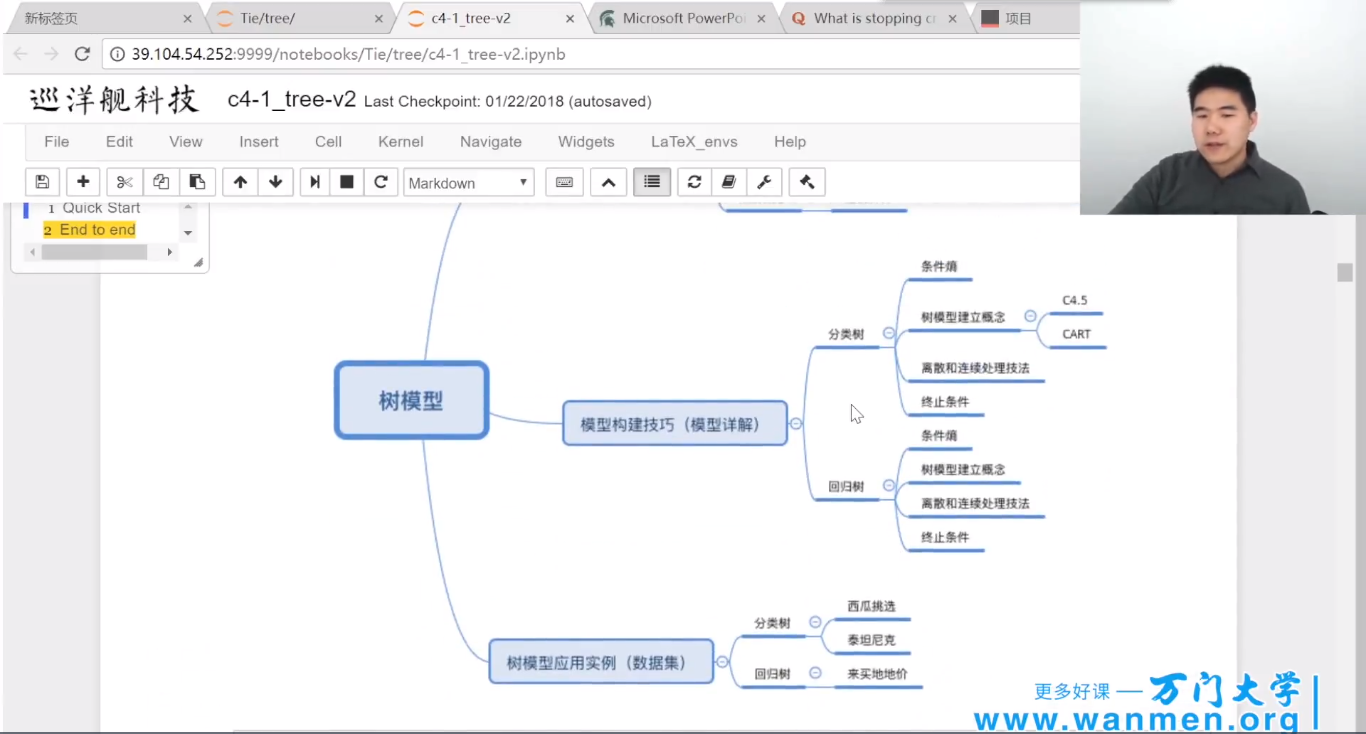 新标签页
Tie/tree/
c4-1_tree-v2
Microsoft PowerPoi
What is stopping cr
项目
39.104.54.252:9999/notebooks/Tie/tree/c4-1_tree-v2.ipynb
巡洋舰科技 c4-1_tree-v2 Last Checkpoint: 01/22/2018 (autosaved)
File Edit View Insert Cell Kernel Navigate Widgets LaTeX_envs Help
Markdown
1 Quick Start
2 End to end
树模型
模型构建技巧（模型详解）
分类树
条件熵
树模型建立概念
C4.5
CART
离散和连续处理技法
终止条件
回归树
条件熵
树模型建立概念
离散和连续处理技法
终止条件
树模型应用实例（数据集）
分类树
西瓜挑选
泰坦尼克
回归树
来买地地价
更多好课 — 万门大学
www.wanmen.org